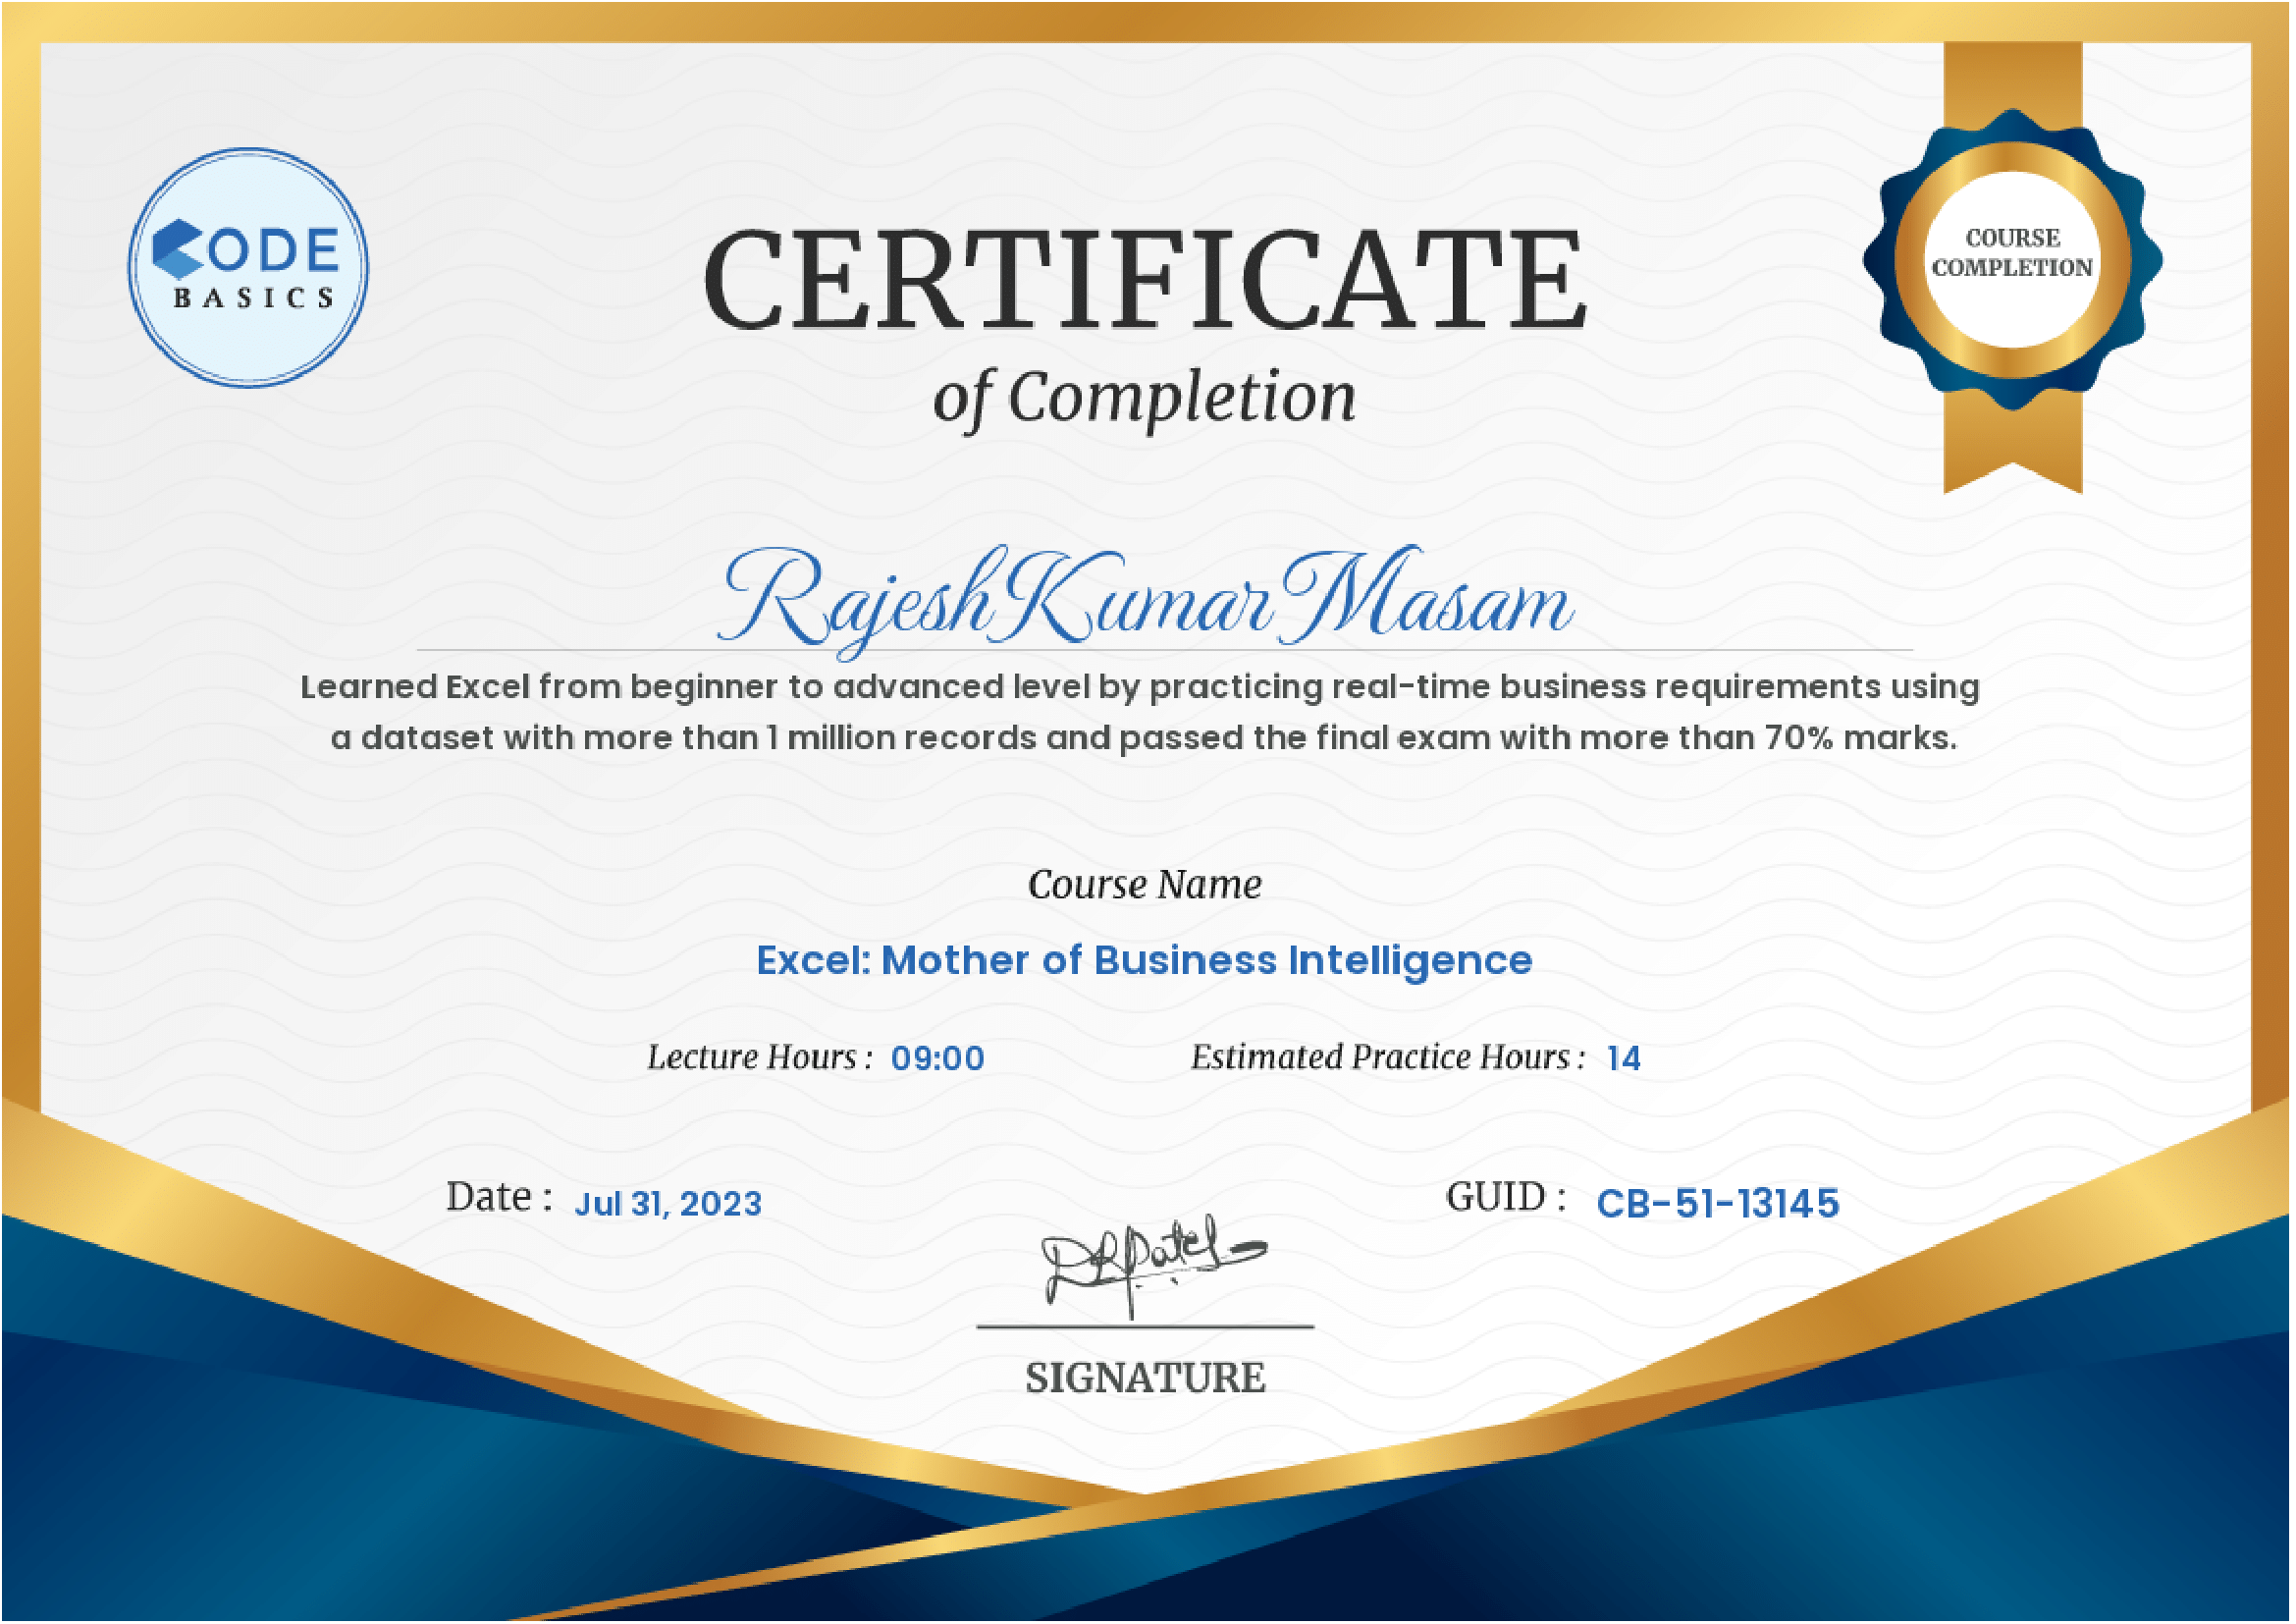 CODE
BASICS
COURSE
COMPLETION
CERTIFICATE
of Completion
Rajesh Kumar Masam
Learned Excel from beginner to advanced level by practicing real-time business requirements using
a dataset with more than 1 million records and passed the final exam with more than 70% marks.
Course Name
Excel: Mother of Business Intelligence
Lecture Hours : 09:00 Estimated Practice Hours : 14
Date : Jul 31, 2023 GUID : CB-51-13145
SIGNATURE